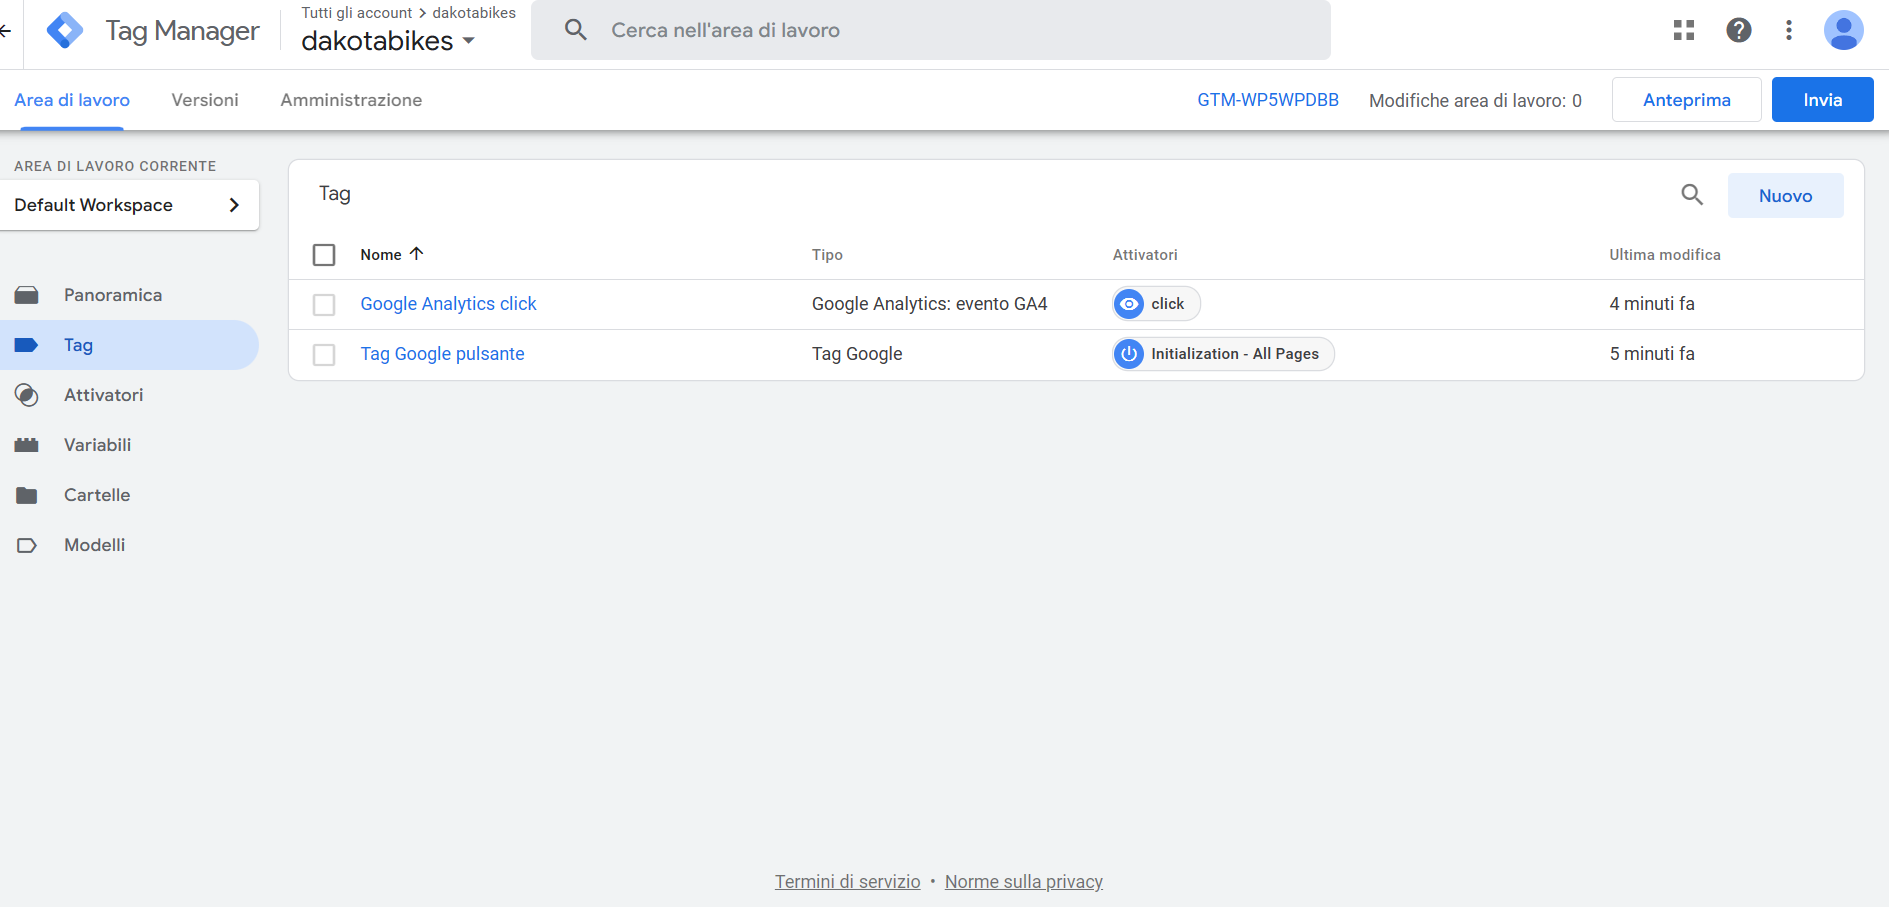 Tag Manager
Tutti gli account > dakotabikes
dakotabikes
Cerca nell'area di lavoro
Area di lavoro
Versioni
Amministrazione
GTM-WP5WPDBB
Modifiche area di lavoro: 0
Anteprima
Invia
AREA DI LAVORO CORRENTE
Default Workspace
Panoramica
Tag
Attivatori
Variabili
Cartelle
Modelli
Tag
Nuovo
Nome Tipo Attivatori Ultima modifica
Google Analytics click Google Analytics: evento GA4 click 4 minuti fa
Tag Google pulsante Tag Google Initialization - All Pages 5 minuti fa
Termini di servizio • Norme sulla privacy